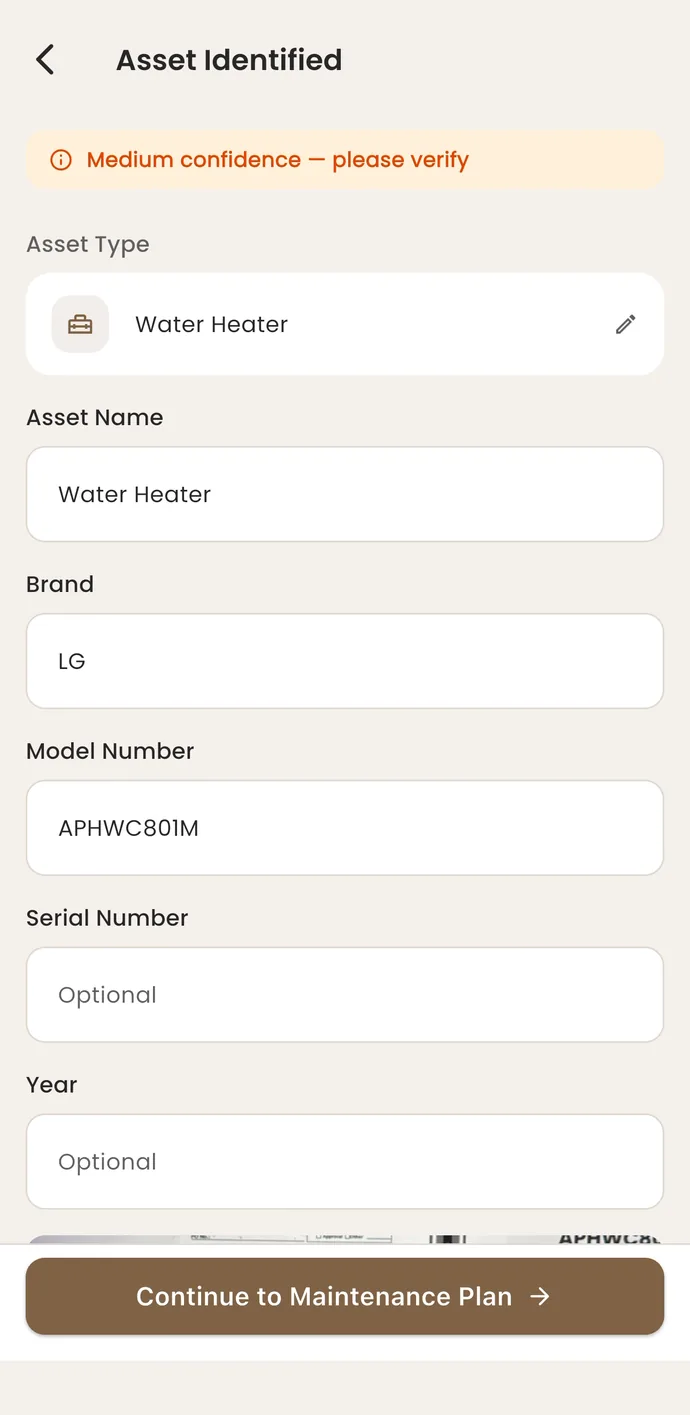 Asset Identified
Medium confidence — please verify
Asset Type
Water Heater
Asset Name
Water Heater
Brand
LG
Model Number
APHWC801M
Serial Number
Optional
Year
Optional
Continue to Maintenance Plan →